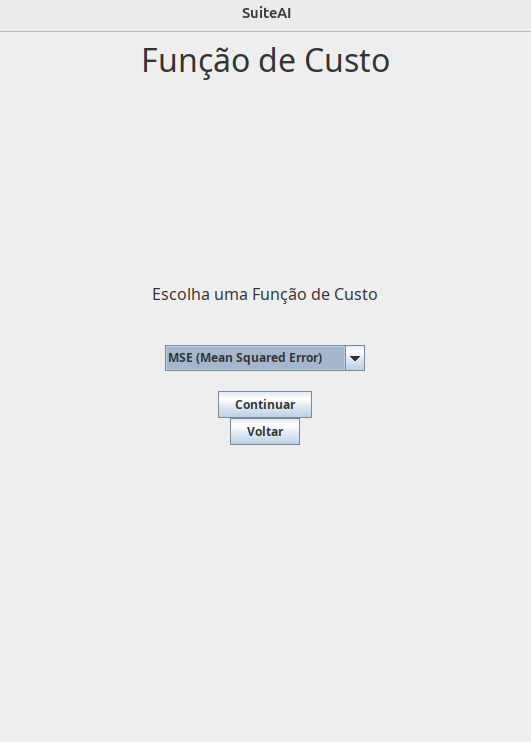 SuiteAI
Função de Custo
Escolha uma Função de Custo
MSE (Mean Squared Error)
Continuar
Voltar